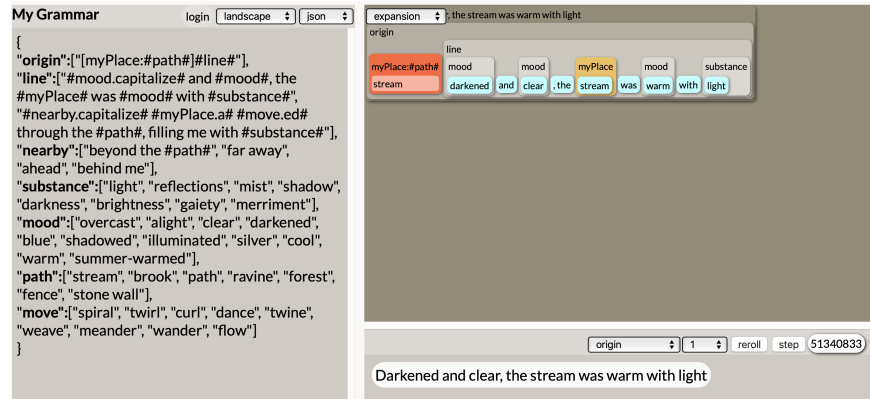 My Grammar login landscape json
{
"origin":["[myPlace:#path#]#line#"],
"line":["#mood.capitalize# and #mood#, the
#myPlace# was #mood# with #substance#",
"#nearby.capitalize# #myPlace.a# #move.ed#
through the #path#, filling me with #substance#"],
"nearby":["beyond the #path#", "far away",
"ahead", "behind me"],
"substance":["light", "reflections", "mist", "shadow",
"darkness", "brightness", "gaiety", "merriment"],
"mood":["overcast", "alight", "clear", "darkened",
"blue", "shadowed", "illuminated", "silver", "cool",
"warm", "summer-warmed"],
"path":["stream", "brook", "path", "ravine", "forest",
"fence", "stone wall"],
"move":["spiral", "twirl", "curl", "dance", "twine",
"weave", "meander", "wander", "flow"]
}
expansion , the stream was warm with light
origin
line
myPlace:#path# mood mood myPlace mood substance
stream darkened and clear , the stream was warm with light
origin 1 reroll step 51340833
Darkened and clear, the stream was warm with light